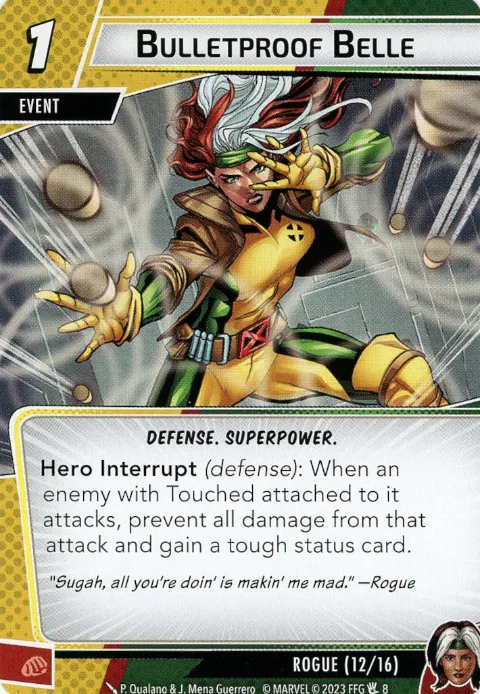 1
BULLETPROOF BELLE
EVENT
DEFENSE. SUPERPOWER.
Hero Interrupt (defense): When an
enemy with Touched attached to it
attacks, prevent all damage from that
attack and gain a tough status card.
"Sugah, all you're doin' is makin' me mad." —Rogue
ROGUE (12/16)
P. Qualano & J. Mena Guerrero © MARVEL © 2023 FFG 8